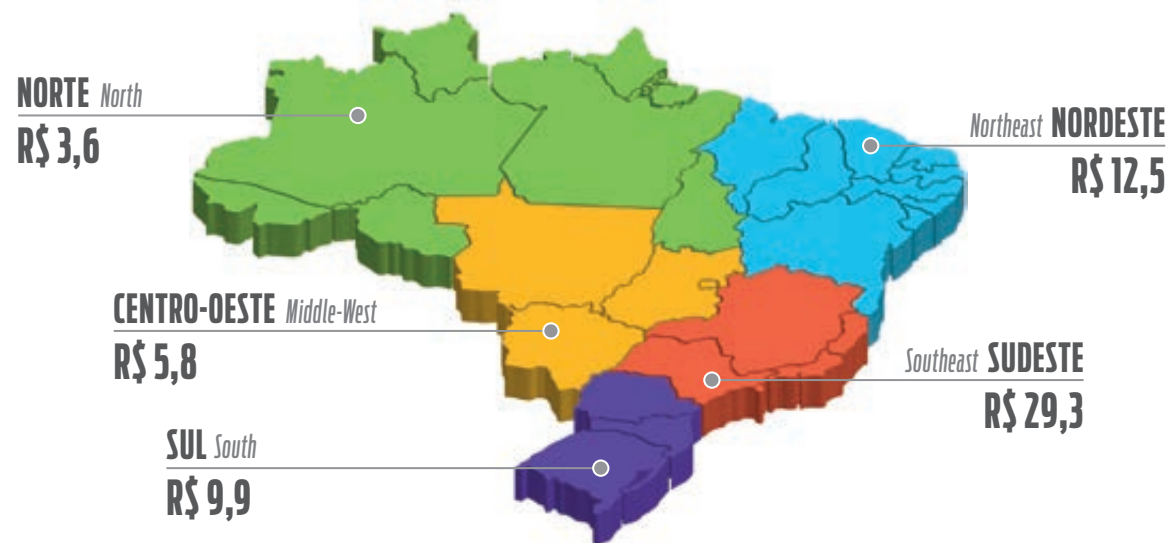 NORTE North
R$ 3,6
Northeast NORDESTE
R$ 12,5
CENTRO-OESTE Middle-West
R$ 5,8
Southeast SUDESTE
R$ 29,3
SUL South
R$ 9,9